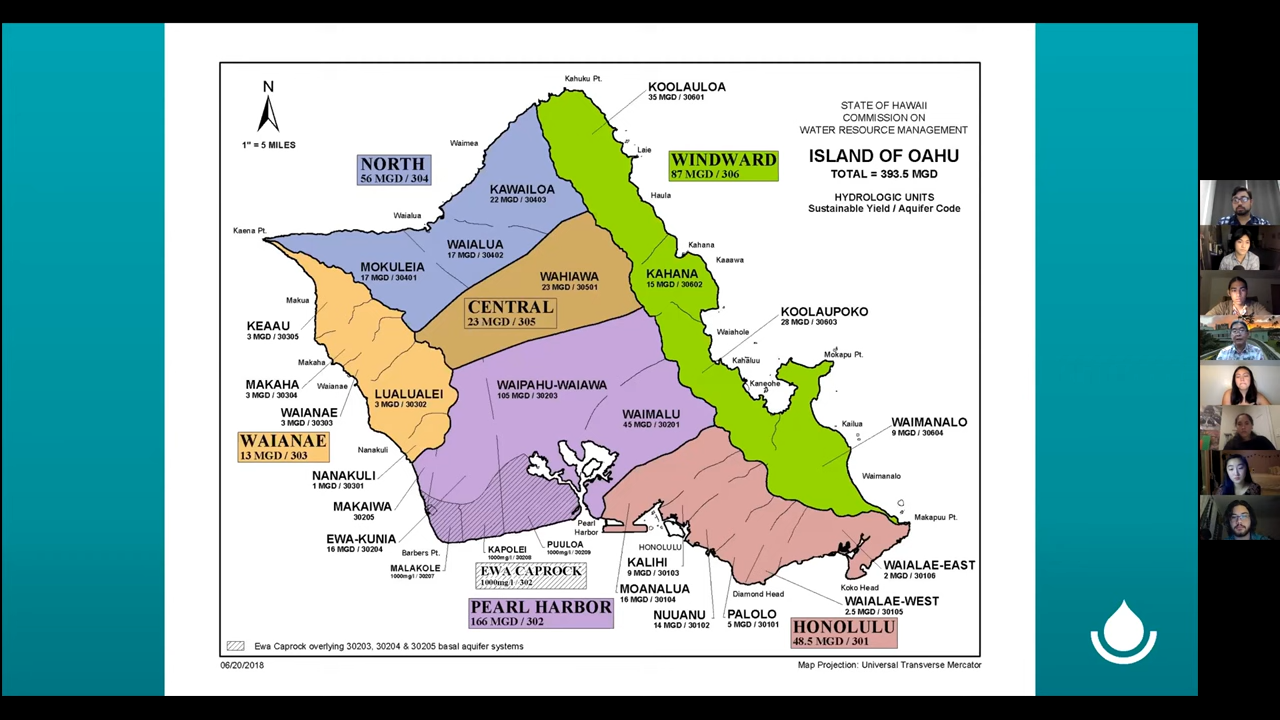 Kahuku Pt.
KOOLAULOA
35 MGD / 30601
N
1" = 5 MILES
STATE OF HAWAII
COMMISSION ON
WATER RESOURCE MANAGEMENT
ISLAND OF OAHU
TOTAL = 393.5 MGD
HYDROLOGIC UNITS
Sustainable Yield / Aquifer Code
Waimea
Laie
NORTH
56 MGD / 304
WINDWARD
87 MGD / 306
KAWAILOA
22 MGD / 30403
Haula
Waialua
Kaena Pt.
WAIALUA
17 MGD / 30402
Kahana
Kaaawa
MOKULEIA
17 MGD / 30401
WAHIAWA
23 MGD / 30501
KAHANA
15 MGD / 30602
Makua
CENTRAL
23 MGD / 305
KOOLAUPOKO
28 MGD / 30603
KEAAU
3 MGD / 30305
Waiahole
Makaha
Kahaluu
Mokapu Pt.
MAKAHA
3 MGD / 30304
Waianae
Kaneohe
WAIPAHU-WAIAWA
105 MGD / 30203
LUALUALEI
3 MGD / 30302
WAIANAE
3 MGD / 30303
WAIMALU
45 MGD / 30201
Kailua
WAIMANALO
9 MGD / 30604
WAIANAE
13 MGD / 303
Nanakuli
NANAKULI
1 MGD / 30301
Waimanalo
MAKAIWA
30205
Makapuu Pt.
Pearl
Harbor
EWA-KUNIA
16 MGD / 30204
Barbers Pt.
KAPOLEI
1000mg/l / 30208
PUULOA
1000mg/l / 30209
HONOLULU
MALAKOLE
1000mg/l / 30207
EWA CAPROCK
1000mg/l / 302
KALIHI
9 MGD / 30103
WAIALAE-EAST
2 MGD / 30106
MOANALUA
16 MGD / 30104
Diamond Head
Koko Head
WAIALAE-WEST
2.5 MGD / 30105
PEARL HARBOR
166 MGD / 302
NUUANU
14 MGD / 30102
PALOLO
5 MGD / 30101
HONOLULU
48.5 MGD / 301
Ewa Caprock overlying 30203, 30204 & 30205 basal aquifer systems
06/20/2018
Map Projection: Universal Transverse Mercator